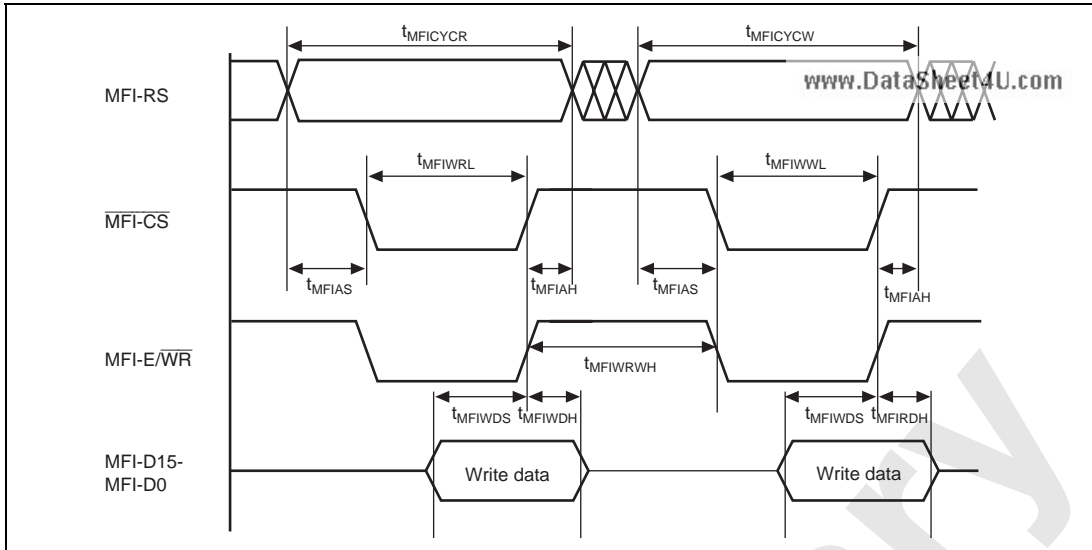 tMFICYCR tMFICYCW
www.DataSheet4U.com
MFI-RS
tMFIWRL tMFIWWL
MFI-CS
tMFIAS tMFIAH tMFIAS tMFIAH
MFI-E/WR
tMFIWRWH
tMFIWDS tMFIWDH tMFIWDS tMFIRDH
MFI-D15-
MFI-D0
Write data Write data